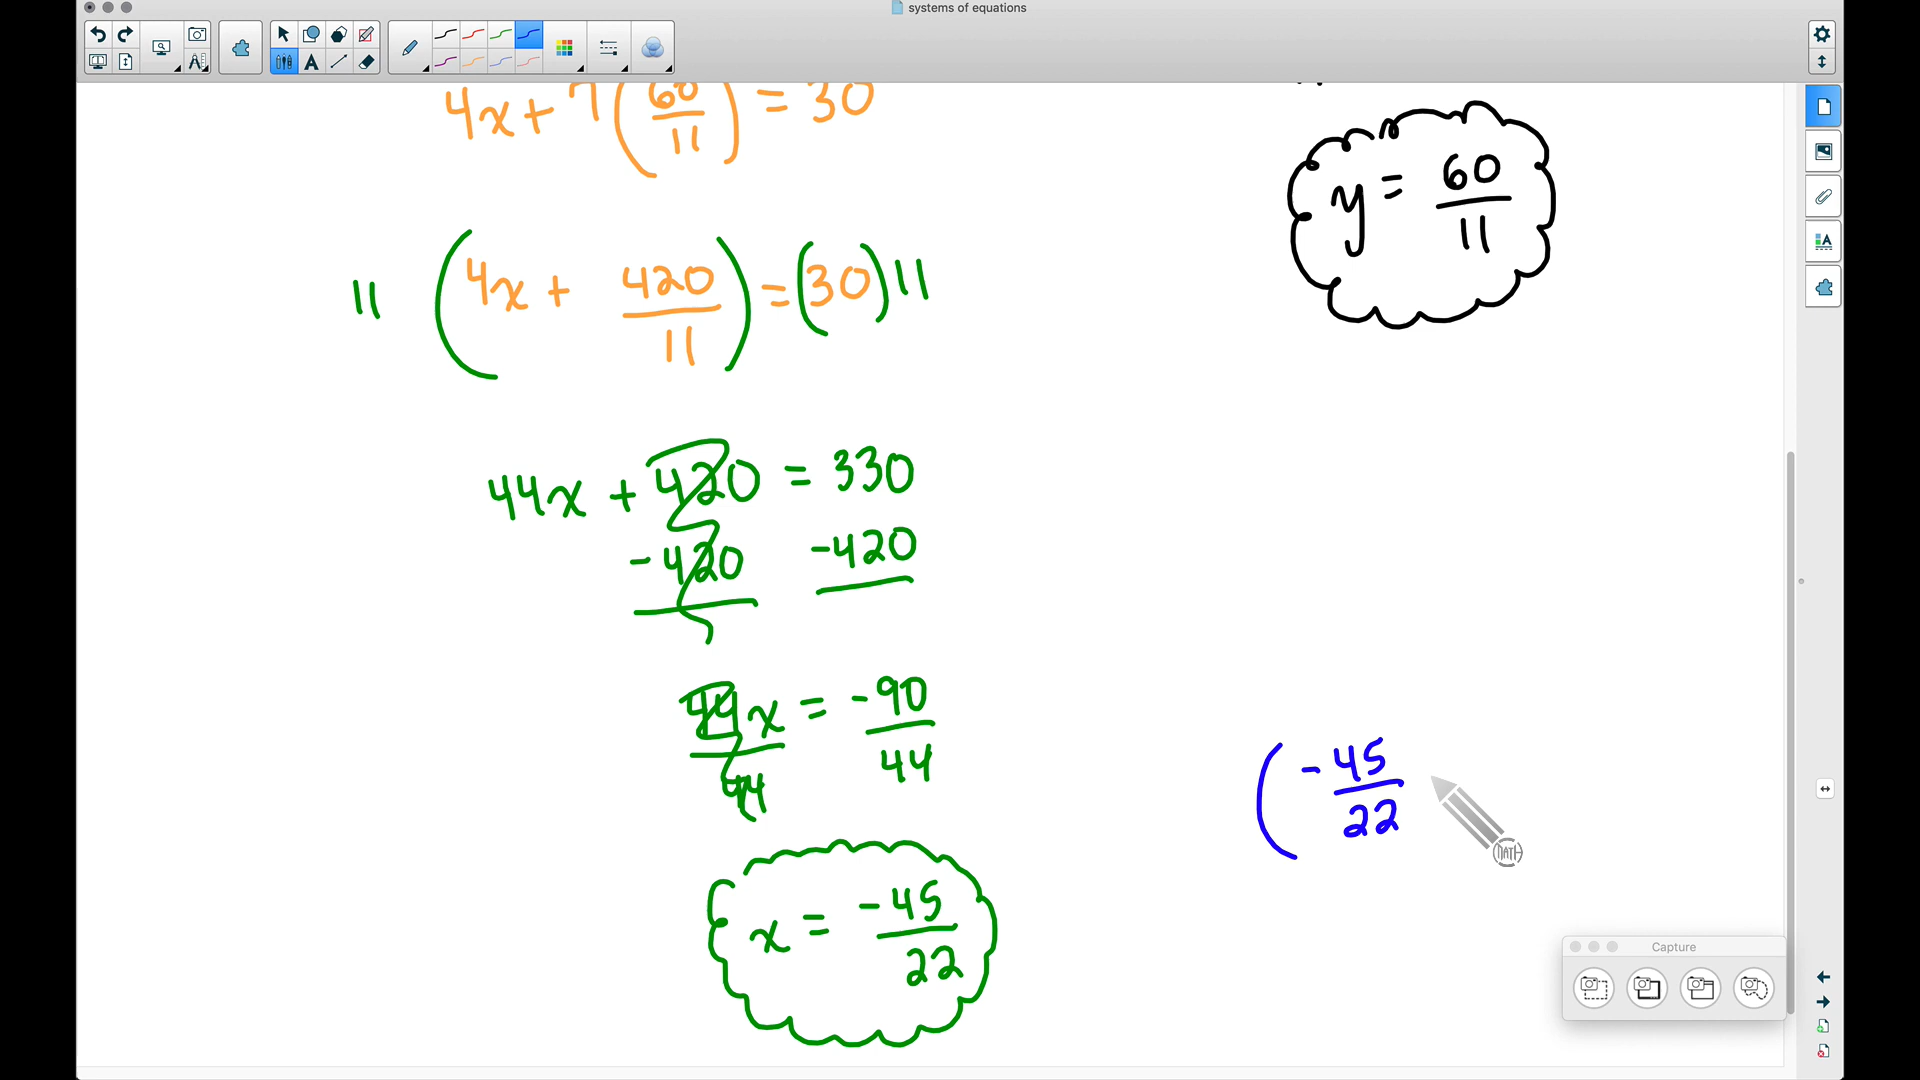 systems of equations
4x + 7(60/11) = 30
y = 60/11
11 (4x + 420/11) = (30) 11
44x + 420 = 330
-420 -420
44x/44 = -90/44
(-45/22
MATH
x = -45/22
Capture